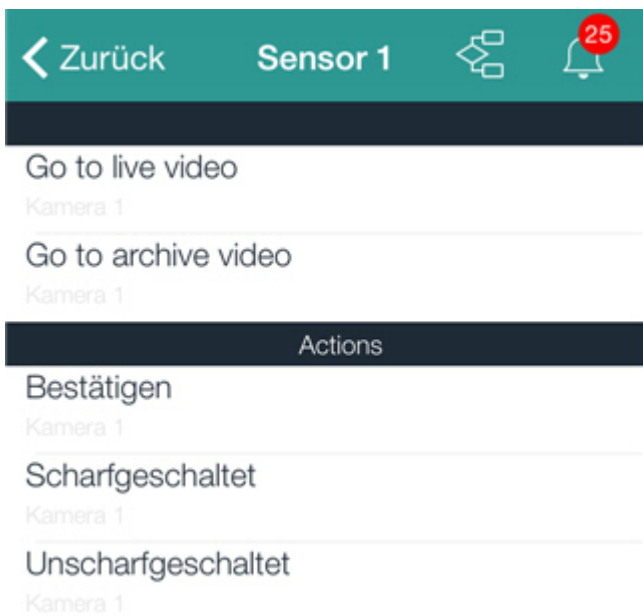 Zurück Sensor 1 25
Go to live video
Kamera 1
Go to archive video
Kamera 1
Actions
Bestätigen
Kamera 1
Scharfgeschaltet
Kamera 1
Unscharfgeschaltet
Kamera 1